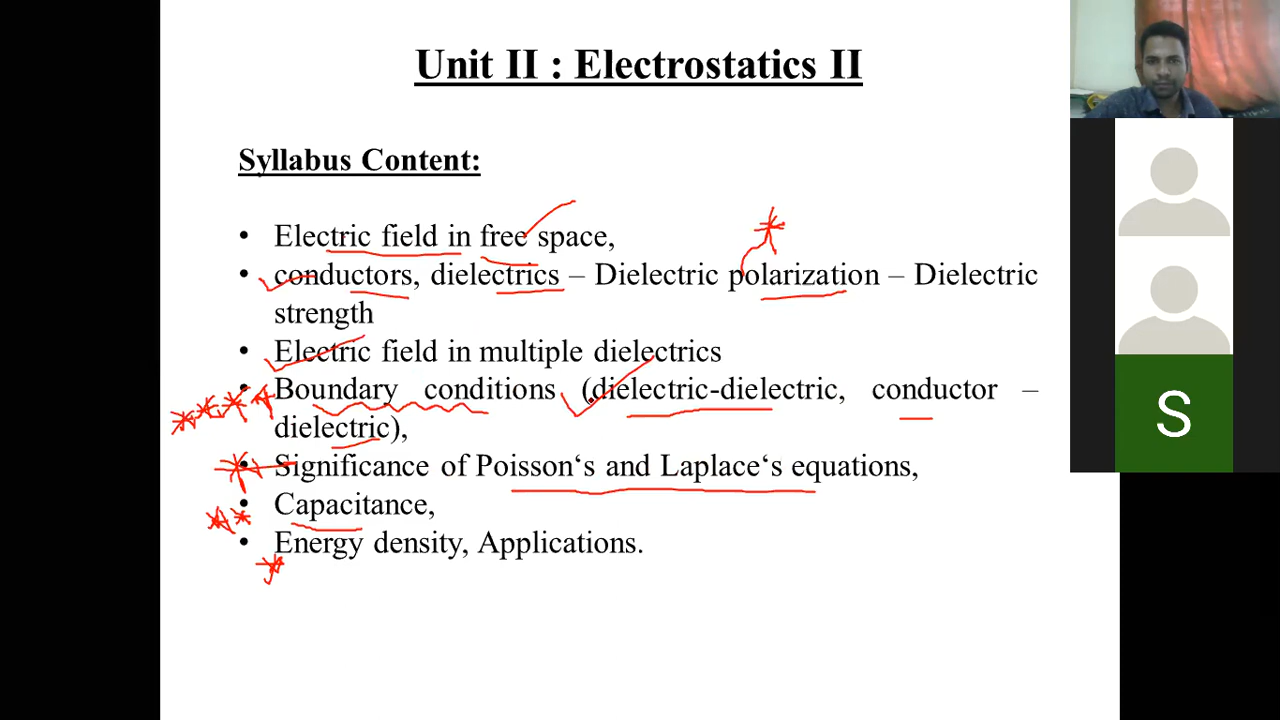 Unit II : Electrostatics II
Syllabus Content:
• Electric field in free space,
• conductors, dielectrics – Dielectric polarization – Dielectric
strength
• Electric field in multiple dielectrics
• Boundary conditions (dielectric-dielectric, conductor –
dielectric),
• Significance of Poisson‘s and Laplace‘s equations,
• Capacitance,
• Energy density, Applications.
S